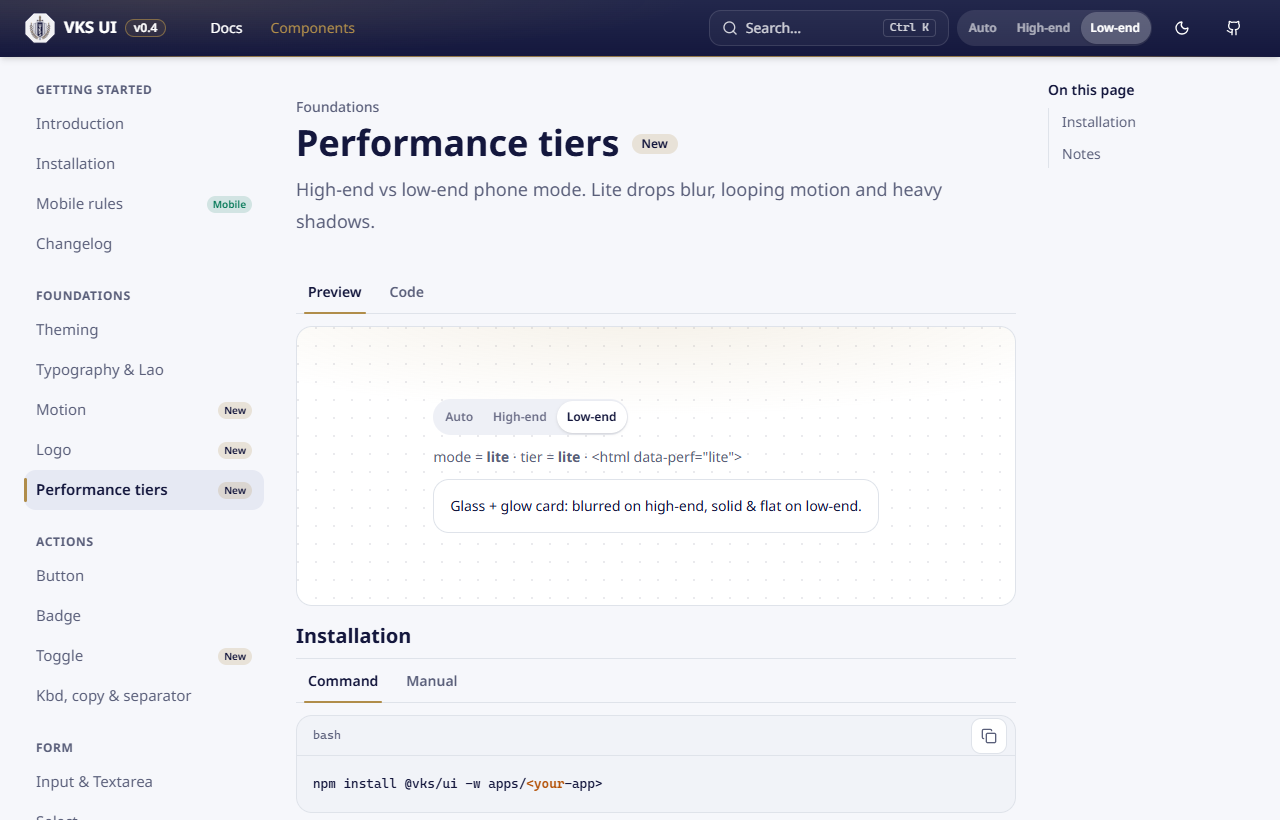 VKS UI v0.4 Docs Components Search... Ctrl K Auto High-end Low-end
GETTING STARTED
Introduction
Installation
Mobile rules Mobile
Changelog
FOUNDATIONS
Theming
Typography & Lao
Motion New
Logo New
Performance tiers New
ACTIONS
Button
Badge
Toggle New
Kbd, copy & separator
FORM
Input & Textarea
Select
Foundations
Performance tiers New
High-end vs low-end phone mode. Lite drops blur, looping motion and heavy
shadows.
Preview Code
Auto High-end Low-end
mode = lite · tier = lite · <html data-perf="lite">
Glass + glow card: blurred on high-end, solid & flat on low-end.
Installation
Command Manual
bash
npm install @vks/ui -w apps/<your-app>
On this page
Installation
Notes